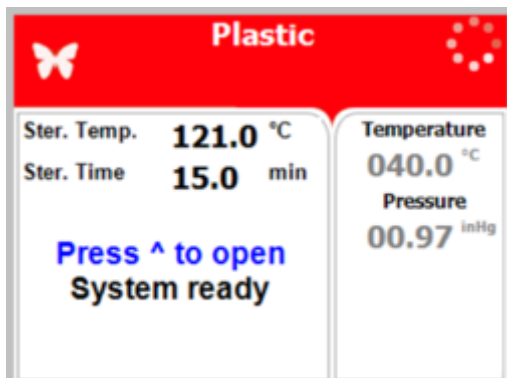 Plastic
Ster. Temp. 121.0 °C
Ster. Time 15.0 min
Press ^ to open
System ready
Temperature
040.0 °C
Pressure
00.97 inHg